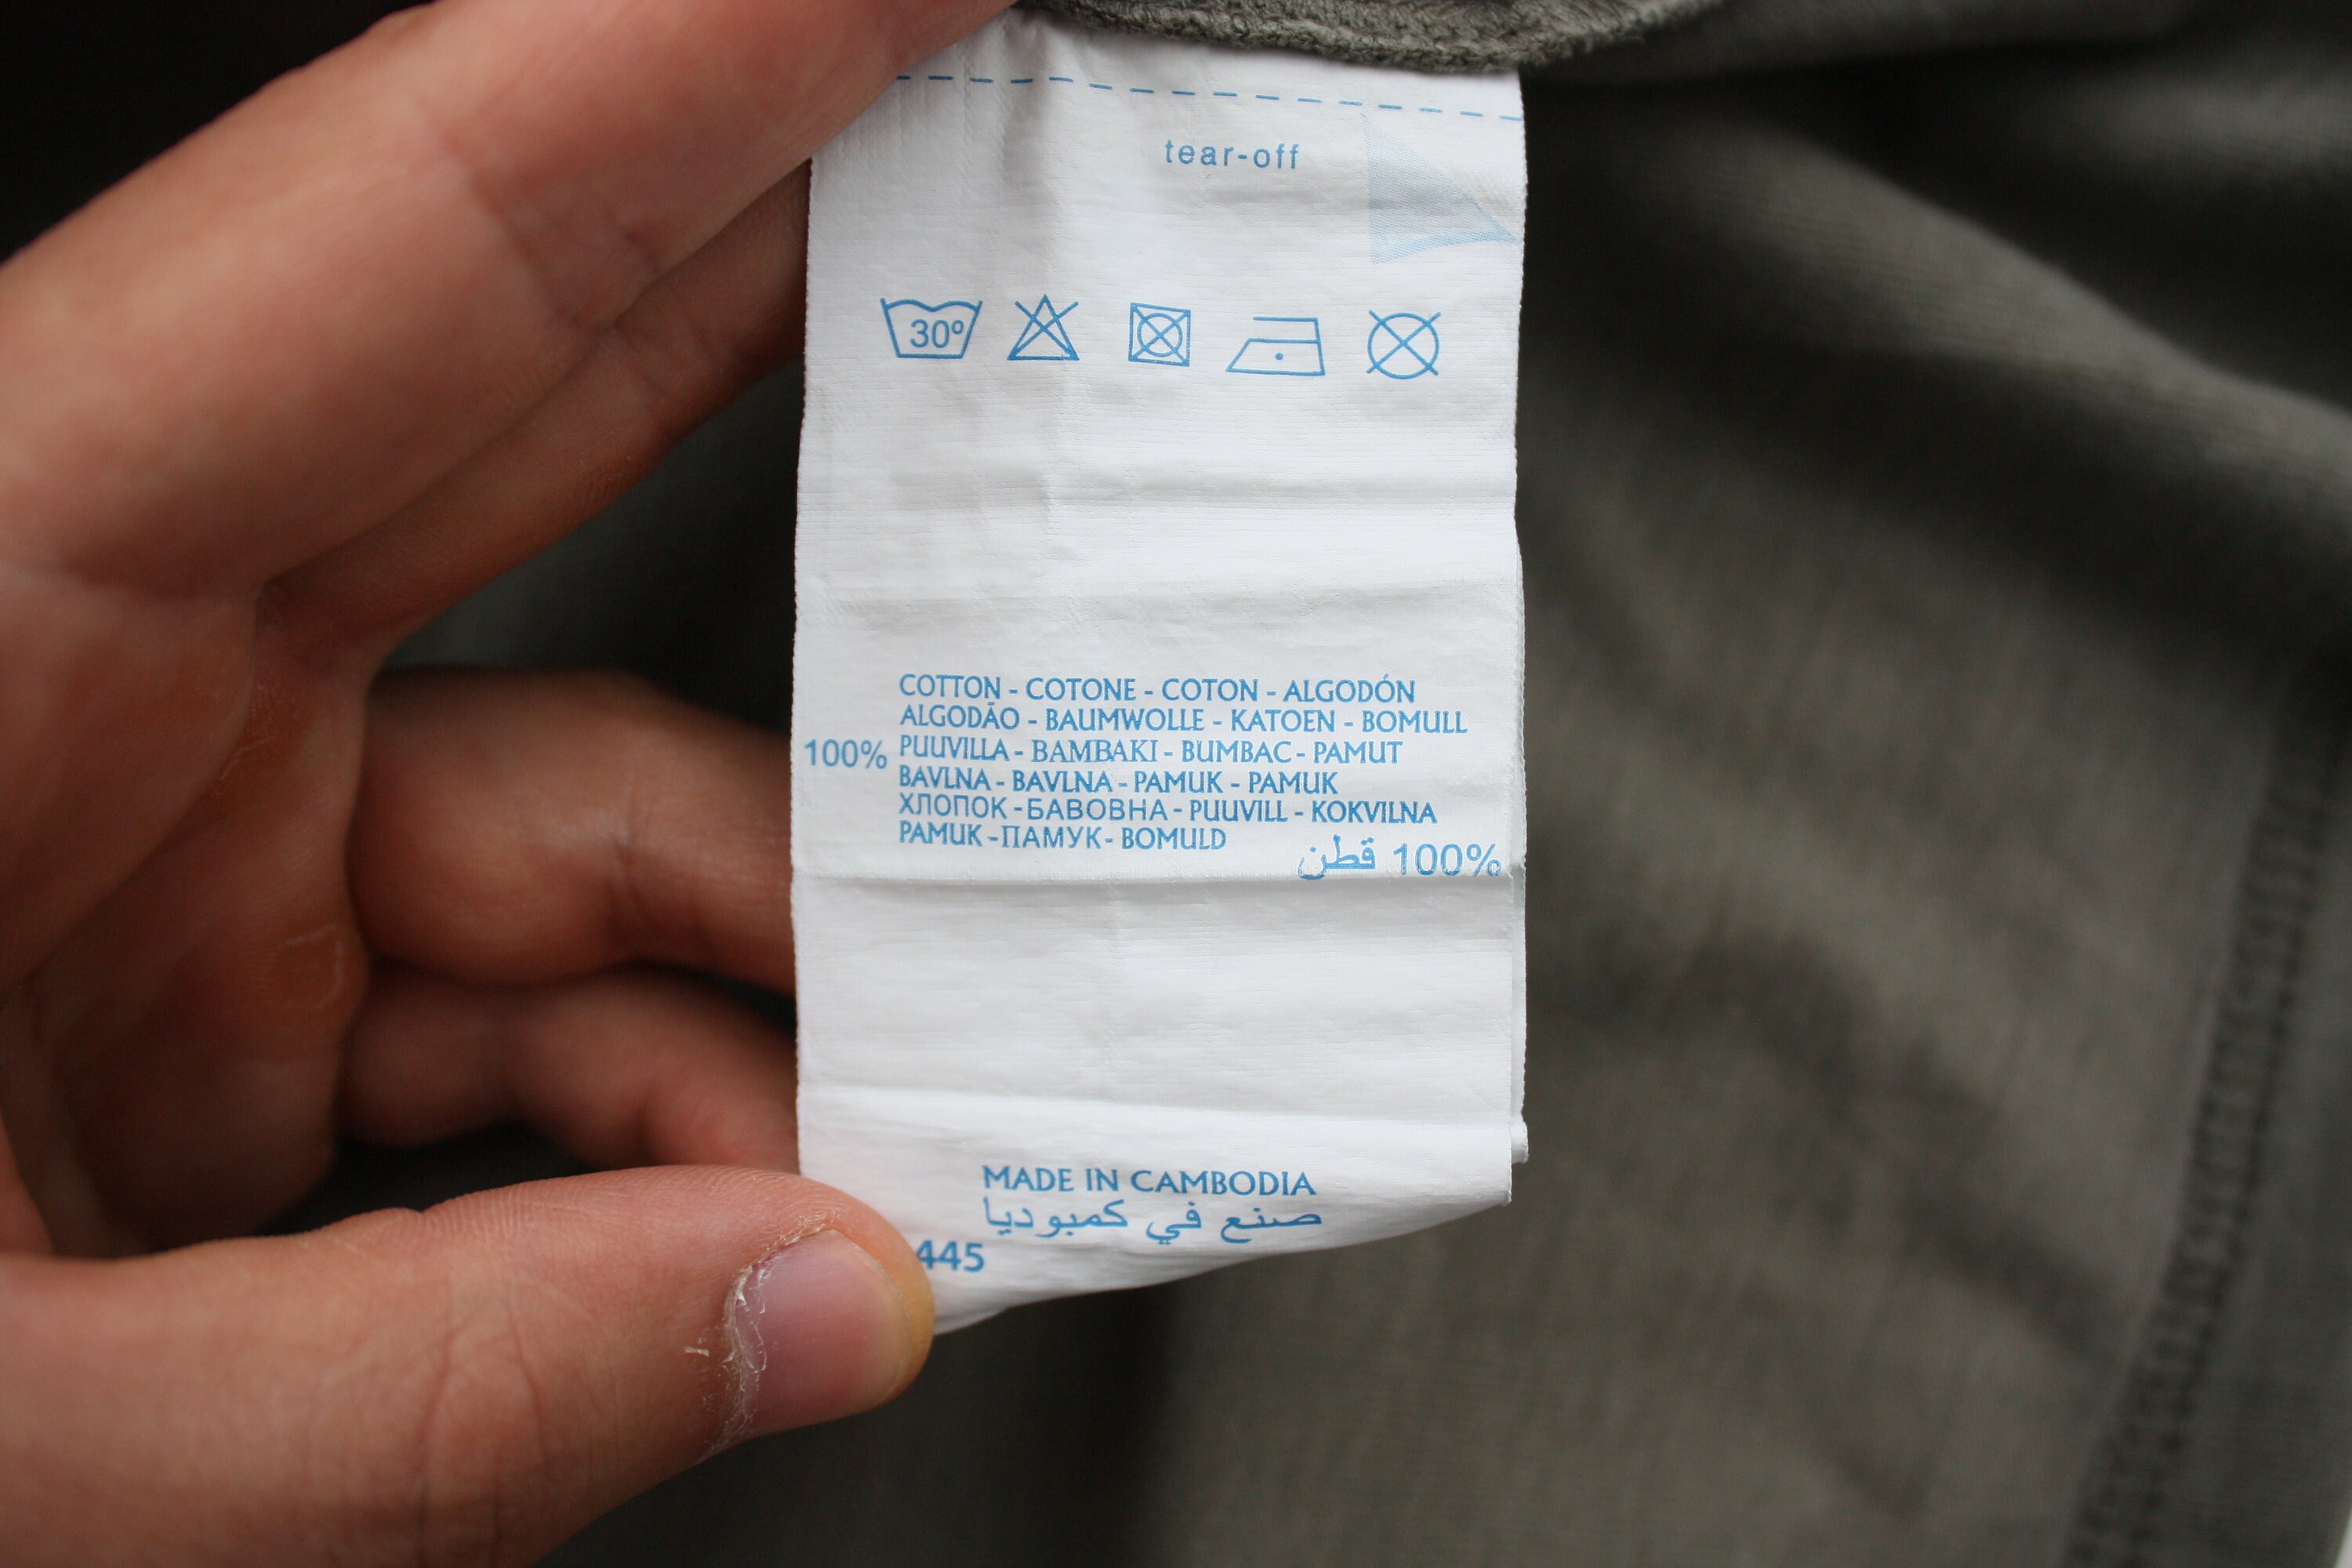 tear-off
30°
COTTON - COTONE - COTON - ALGODÓN
ALGODÃO - BAUMWOLLE - KATOEN - BOMULL
100% PUUVILLA - BAMBAKI - BUMBAC - PAMUT
BAVLNA - BAVLNA - PAMUK - PAMUK
ХЛОПОК - БАВОВНА - PUUVILL - KOKVILNA
PAMUK - ПАМУК - BOMULD
100% قطن
MADE IN CAMBODIA
صنع في كمبوديا
445